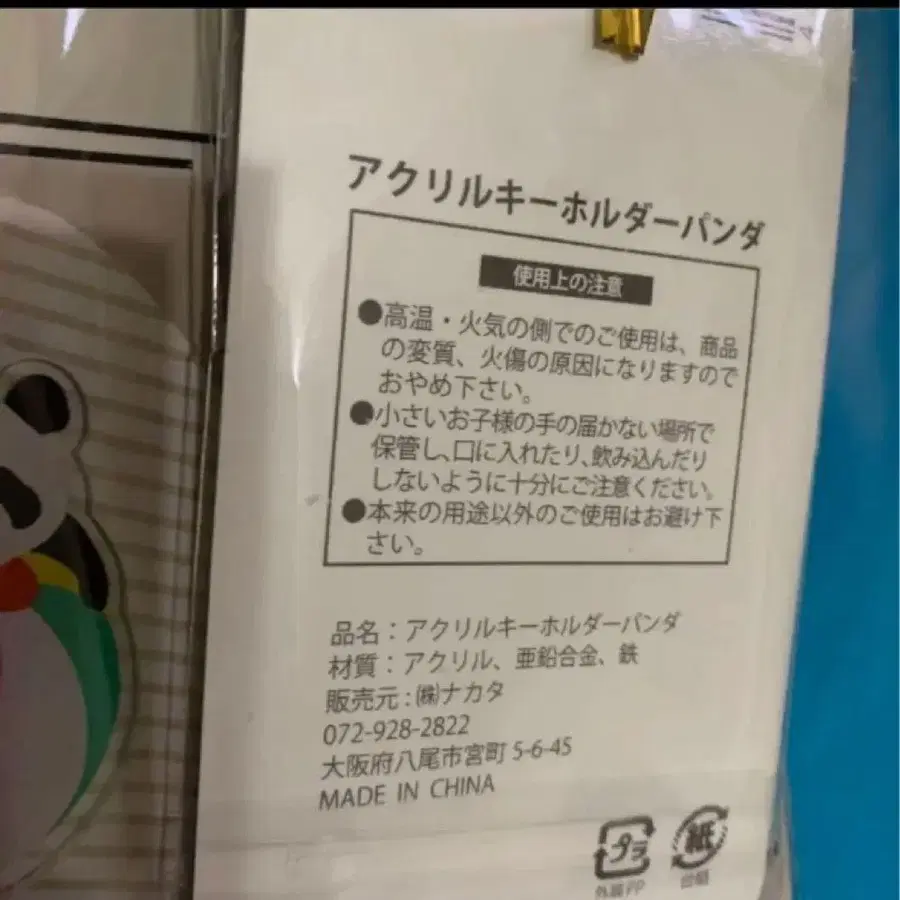 アクリルキーホルダーパンダ
使用上の注意
●高温・火気の側でのご使用は、商品
の変質、火傷の原因になりますので
おやめ下さい。
●小さいお子様の手の届かない場所で
保管し、口に入れたり、飲み込んだり
しないように十分にご注意ください。
●本来の用途以外のご使用はお避け下
さい。
品名：アクリルキーホルダーパンダ
材質：アクリル、亜鉛合金、鉄
販売元：㈱ナカタ
072-928-2822
大阪府八尾市宮町 5-6-45
MADE IN CHINA
プラ 紙
外装PP 台紙